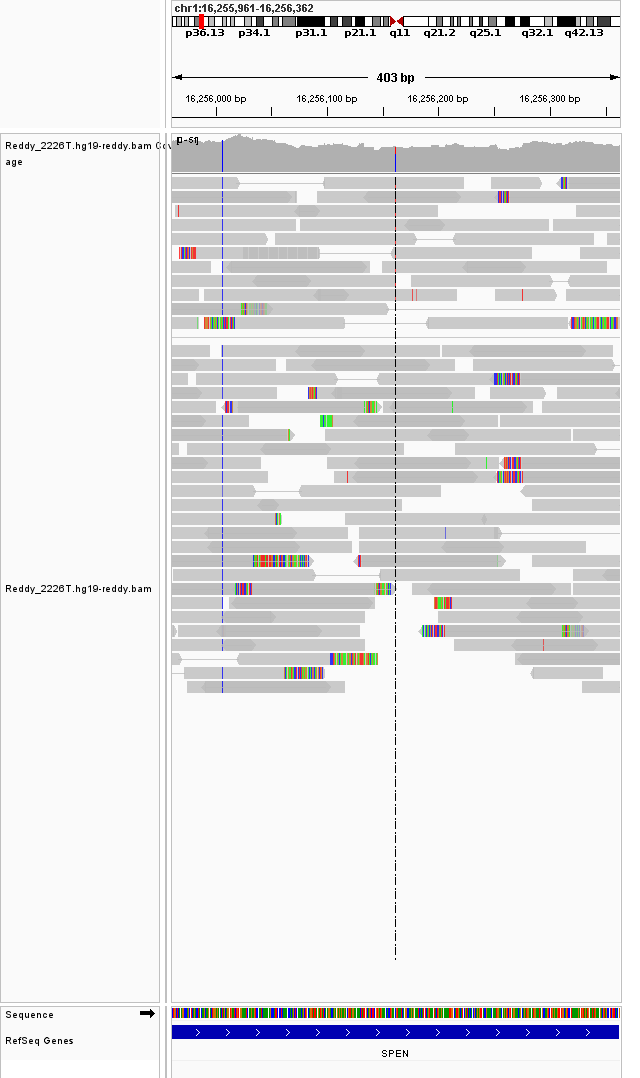 chr1:16,255,961-16,256,362
p36.13 p34.1 p31.1 p21.1 q11 q21.2 q25.1 q32.1 q42.13
403 bp
16,256,000 bp 16,256,100 bp 16,256,200 bp 16,256,300 bp
Reddy_2226T.hg19-reddy.bam Cov
age
Reddy_2226T.hg19-reddy.bam
Sequence
RefSeq Genes
SPEN